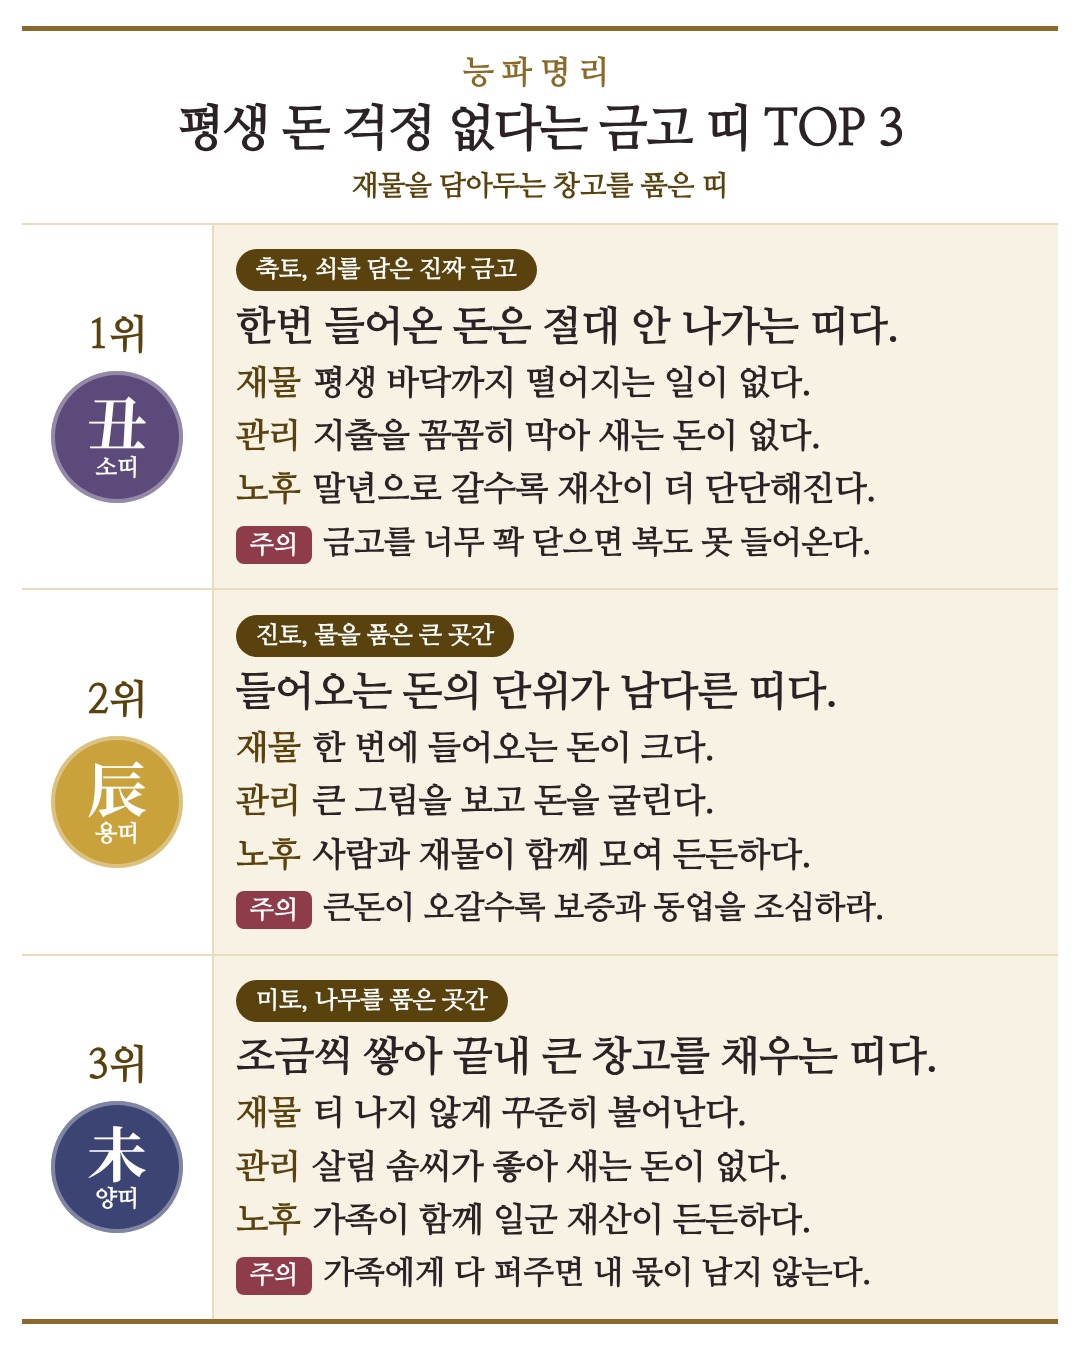 능파명리
평생 돈 걱정 없다는 금고 띠 TOP 3
재물을 담아두는 창고를 품은 띠
1위
丑
소띠
축토, 쇠를 담은 진짜 금고
한번 들어온 돈은 절대 안 나가는 띠다.
재물 평생 바닥까지 떨어지는 일이 없다.
관리 지출을 꼼꼼히 막아 새는 돈이 없다.
노후 말년으로 갈수록 재산이 더 단단해진다.
주의 금고를 너무 꽉 닫으면 복도 못 들어온다.
2위
辰
용띠
진토, 물을 품은 큰 곳간
들어오는 돈의 단위가 남다른 띠다.
재물 한 번에 들어오는 돈이 크다.
관리 큰 그림을 보고 돈을 굴린다.
노후 사람과 재물이 함께 모여 든든하다.
주의 큰돈이 오갈수록 보증과 동업을 조심하라.
3위
未
양띠
미토, 나무를 품은 곳간
조금씩 쌓아 끝내 큰 창고를 채우는 띠다.
재물 티 나지 않게 꾸준히 불어난다.
관리 살림 솜씨가 좋아 새는 돈이 없다.
노후 가족이 함께 일군 재산이 든든하다.
주의 가족에게 다 퍼주면 내 몫이 남지 않는다.